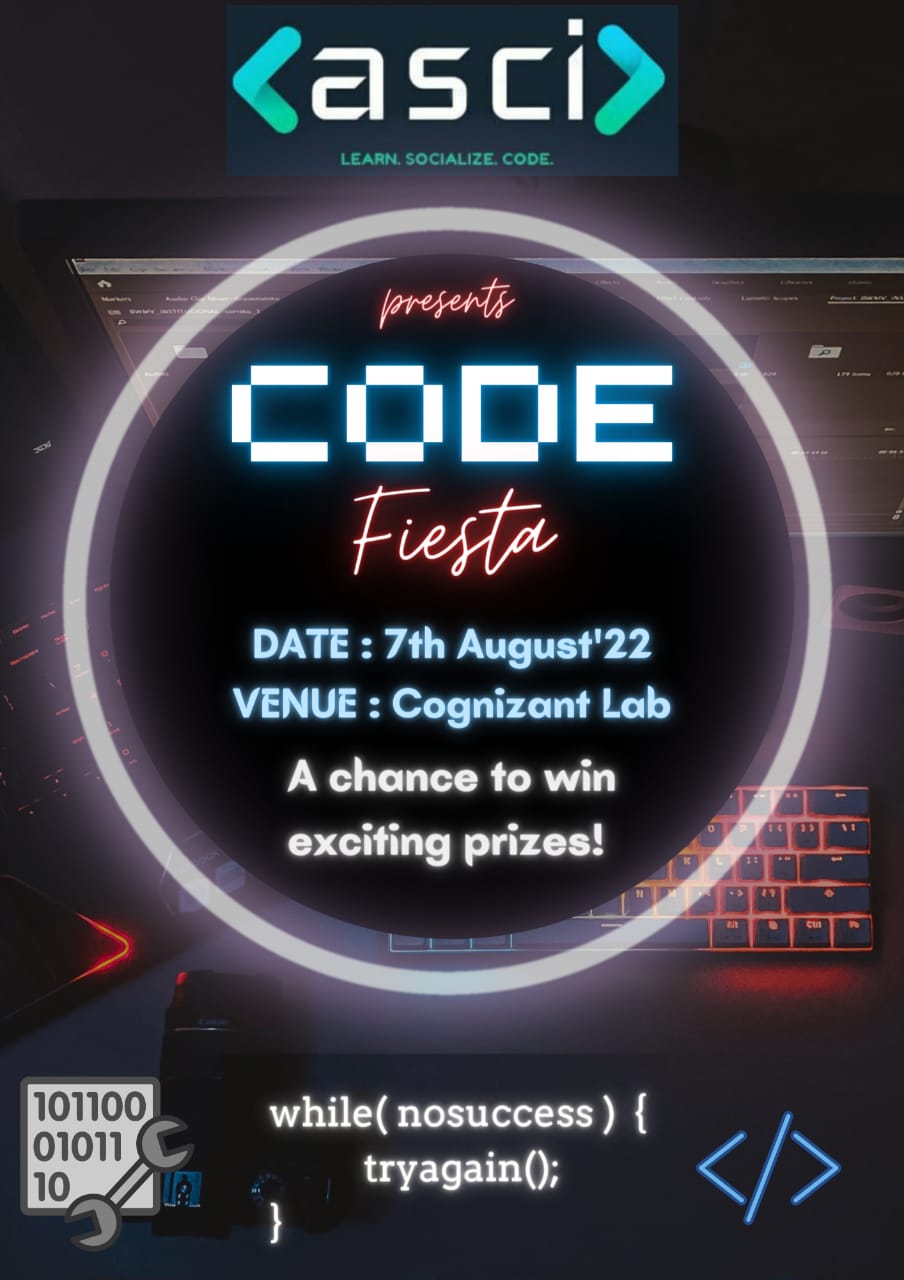 <asci>
LEARN. SOCIALIZE. CODE.
presents
CODE
Fiesta
DATE : 7th August'22
VENUE : Cognizant Lab
A chance to win
exciting prizes!
101100
01011
10
while( nosuccess ) {
tryagain();
}
</>